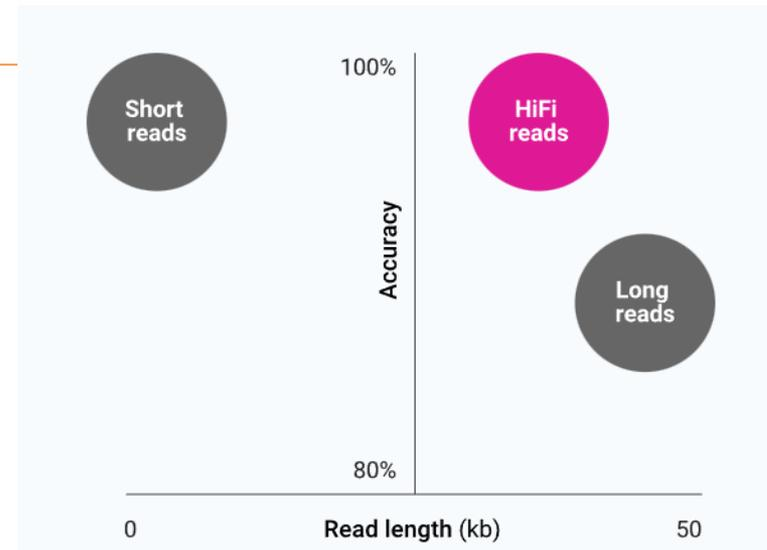 100%
Short
reads
HiFi
reads
Accuracy
Long
reads
80%
0
Read length (kb)
50